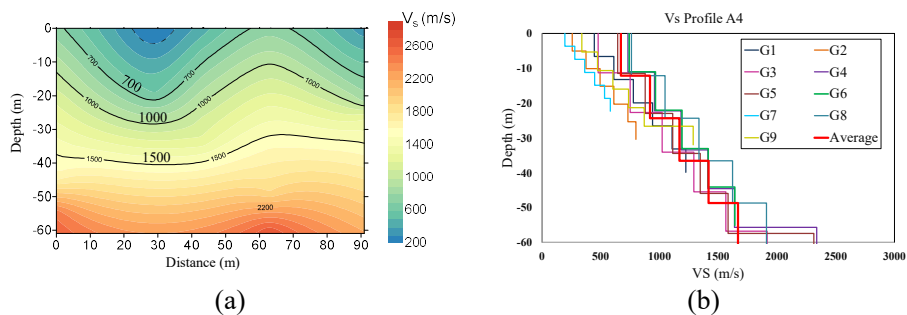 (a)
V_S (m/s)
0
-10
-20
-30
-40
-50
-60
Depth (m)
0 10 20 30 40 50 60 70 80 90
Distance (m)
700
700
700
1000
1000
1000
1500
1500
1500
2200
2600
2200
1800
1400
1000
600
200
(a)
(b)
Vs Profile A4
0
-10
-20
-30
-40
-50
-60
Depth (m)
0 500 1000 1500 2000 2500 3000
VS (m/s)
G1 G2
G3 G4
G5 G6
G7 G8
G9 Average
(b)